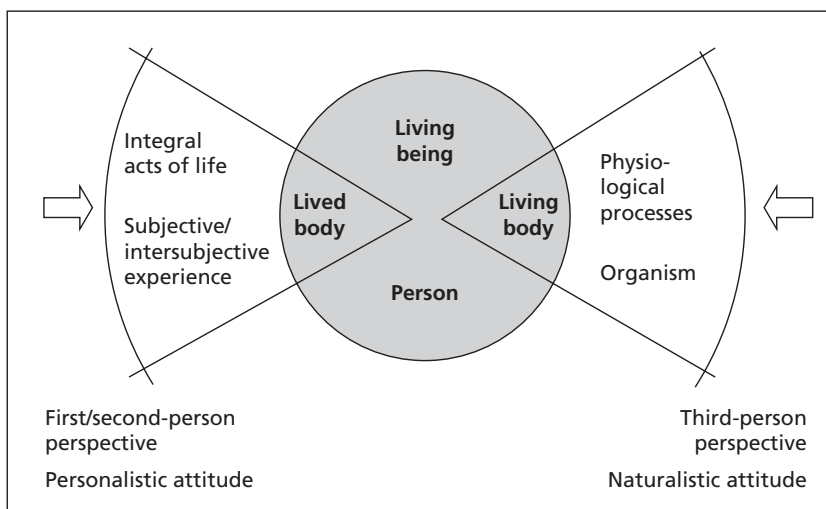 Living
being
Integral
acts of life
Lived
body
Subjective/
intersubjective
experience
Living
body
Physio-
logical
processes
Organism
Person
First/second-person
perspective
Personalistic attitude
Third-person
perspective
Naturalistic attitude